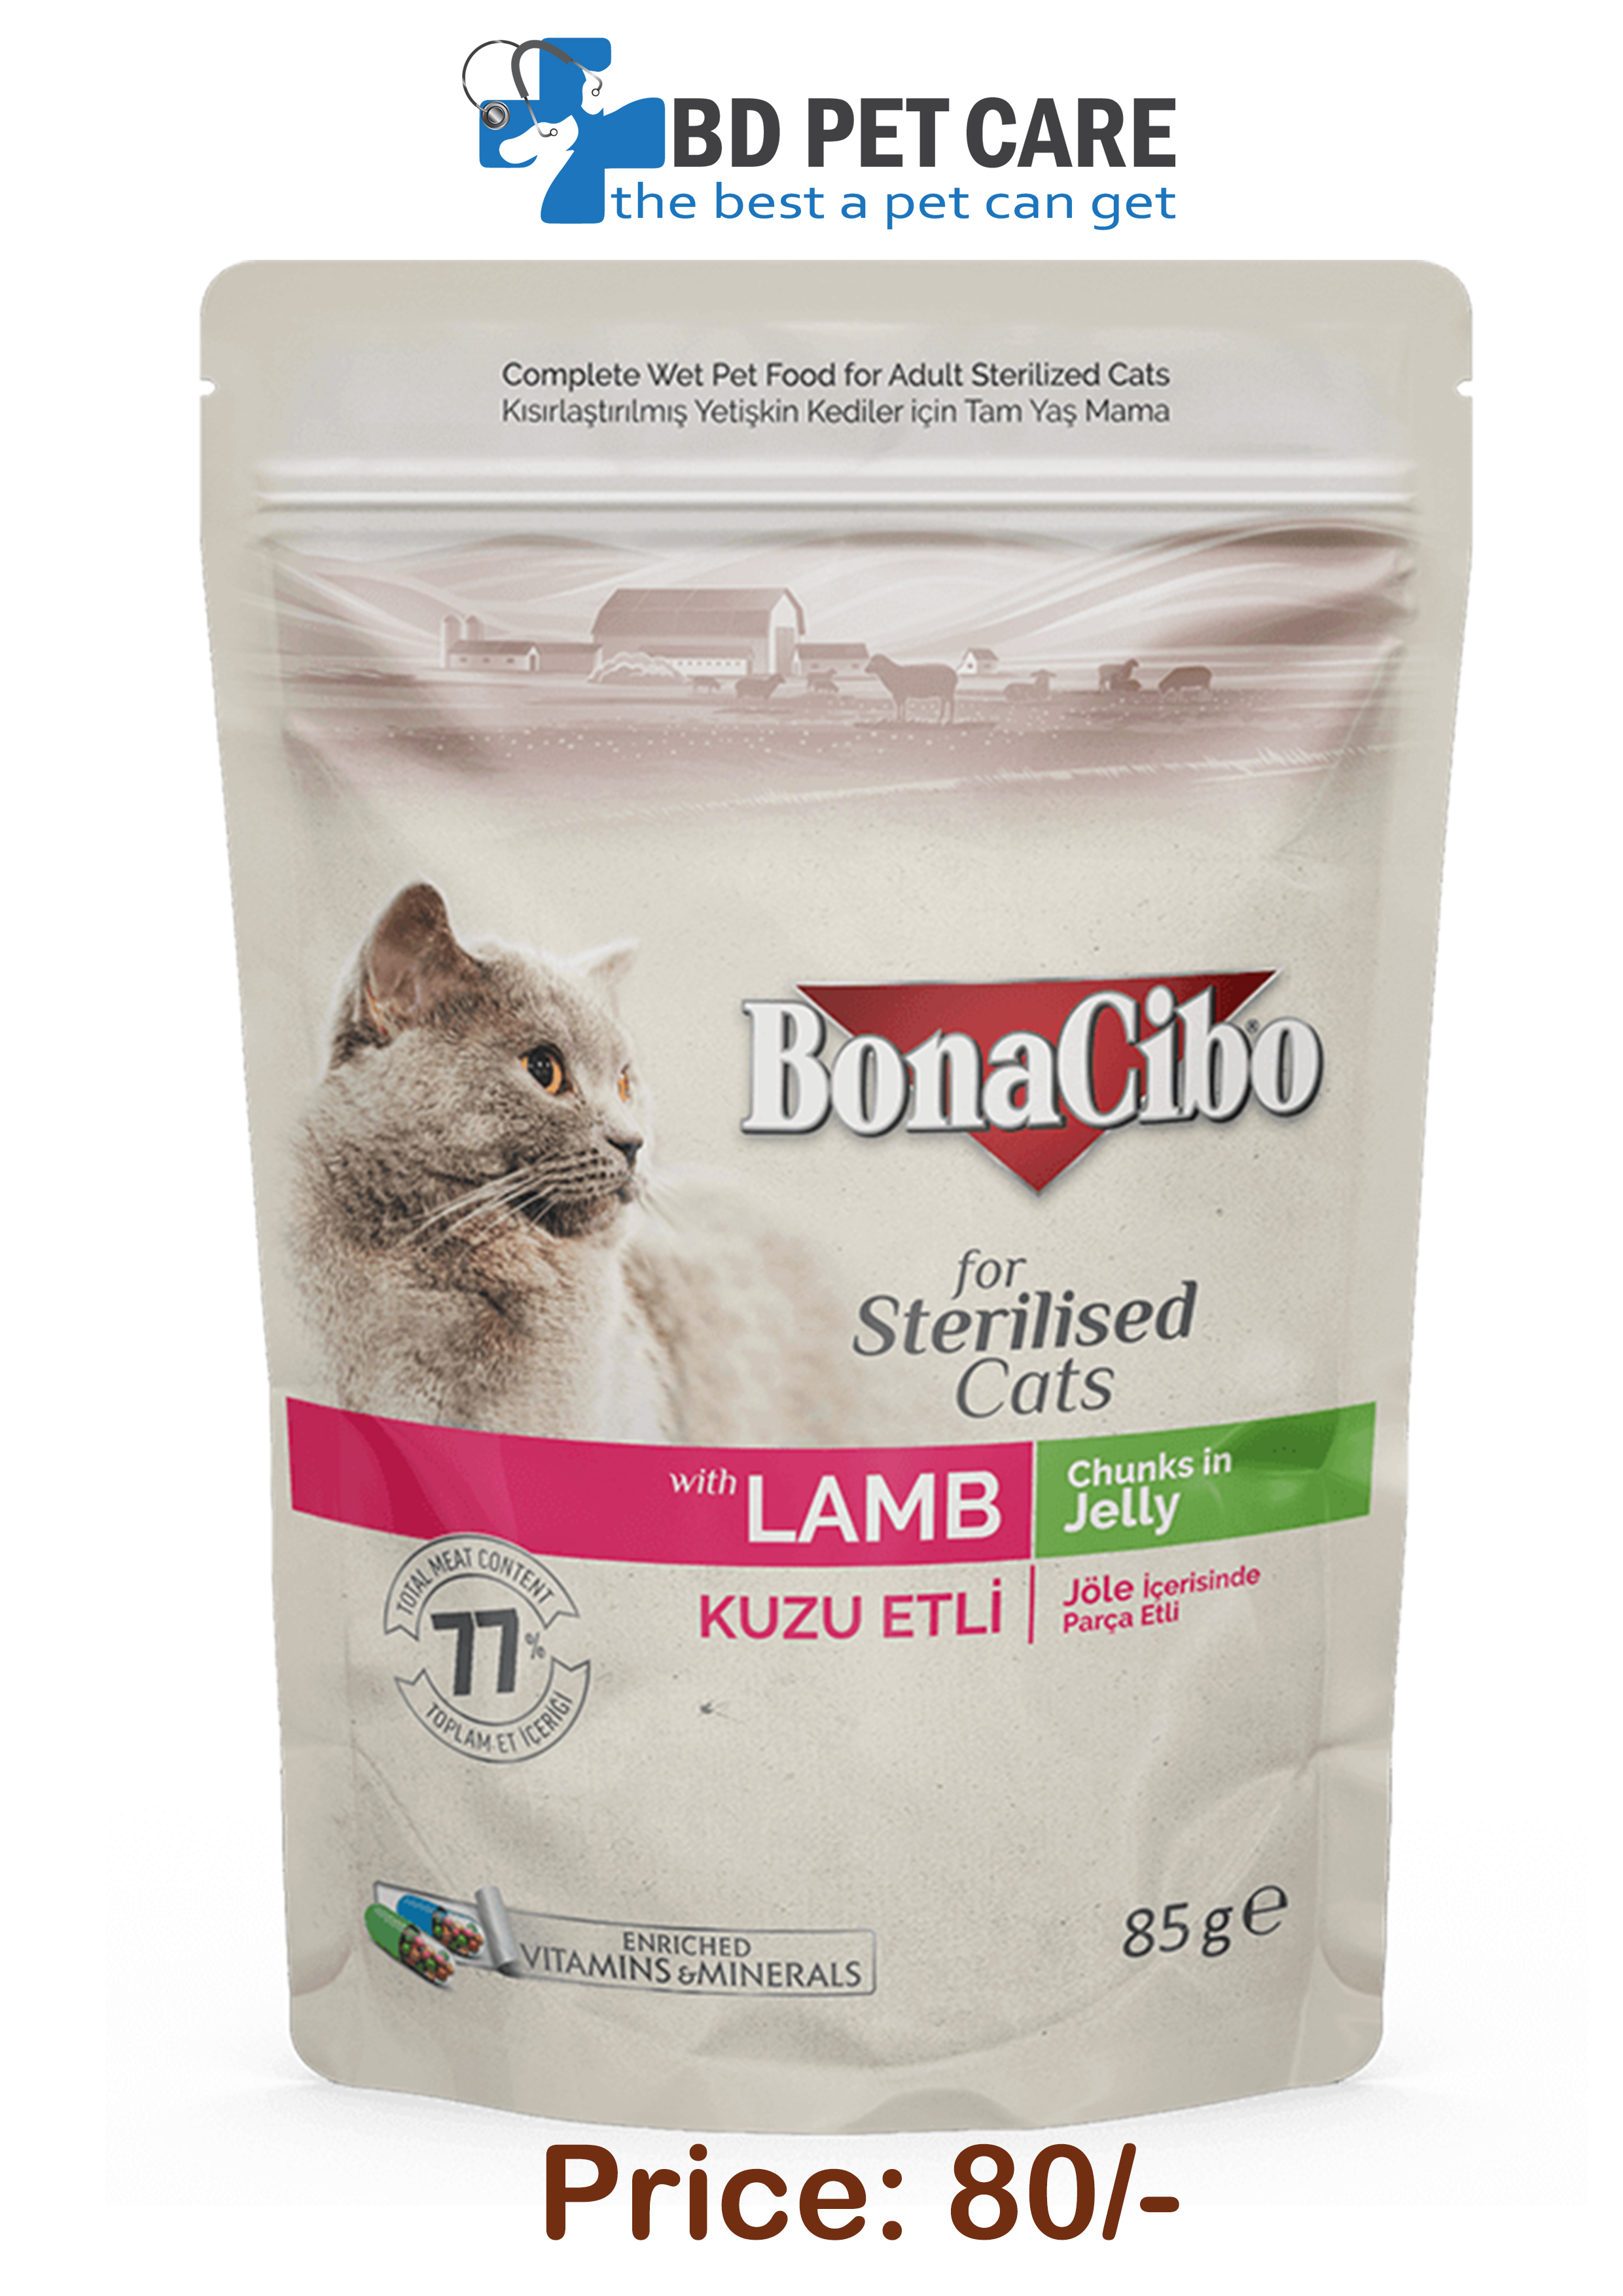 BD PET CARE
the best a pet can get
Complete Wet Pet Food for Adult Sterilized Cats
Kısırlaştırılmış Yetişkin Kediler için Tam Yaş Mama
BonaCibo®
for
Sterilised
Cats
with LAMB
Chunks in
Jelly
KUZU ETLİ
Jöle İçerisinde
Parça Etli
TOTAL MEAT CONTENT
77%
TOPLAM ET İÇERİĞİ
ENRICHED
VITAMINS & MINERALS
85 g e
Price: 80/-